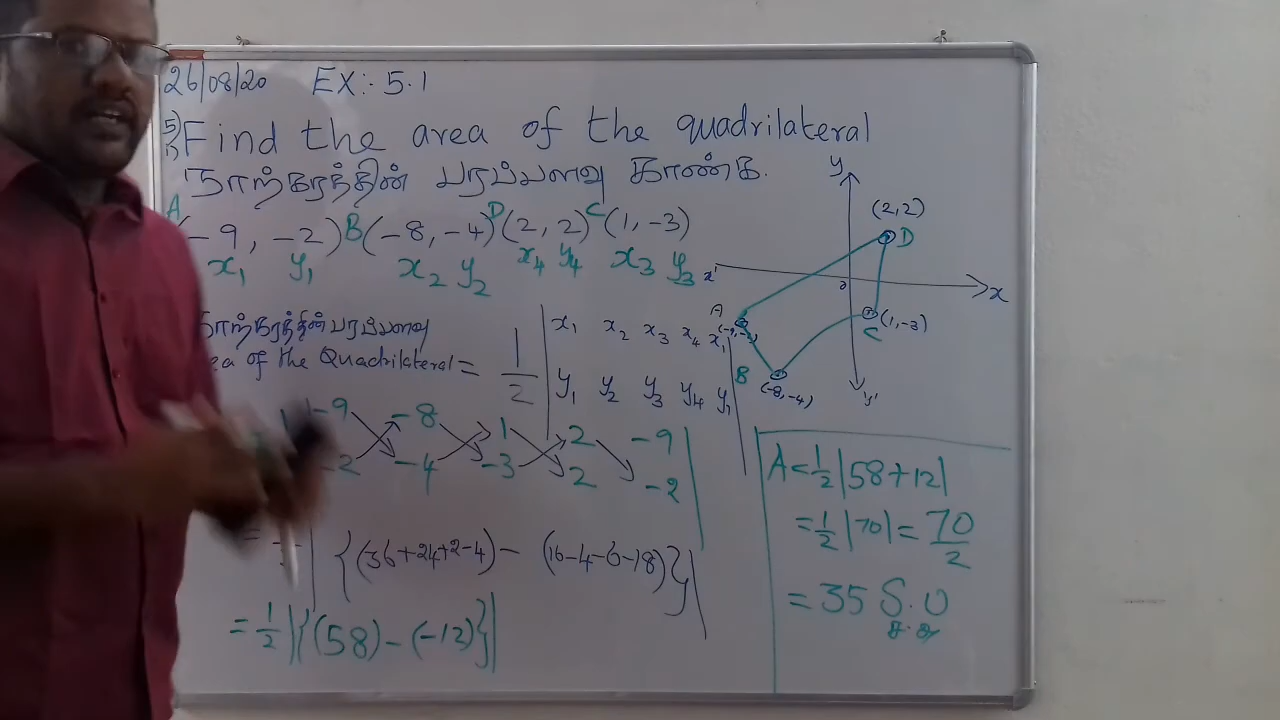 26/08/20 EX:- 5.1
5) Find the area of the quadrilateral
1) நாற்கரத்தின் பரப்பளவு காண்க.
A B D C
-9, -2) (-8, -4) (2, 2) (1, -3)
x₁ y₁ x₂ y₂ x₄ y₄ x₃ y₃
நாற்கரத்தின் பரப்பளவு
ea of the Quadrilateral = 1/2 | x₁ x₂ x₃ x₄ x₁
y₁ y₂ y₃ y₄ y₁ |
-9 -8 1 2 -9
-2 -4 -3 2 -2 |
= | {(36+24+2-4) - (16-4-6-18)} |
= 1/2 |{(58) - (-12)}|
y
(2,2)
D
x' o x
A
C (1,-3)
B
(-8,-4) y'
A = 1/2 |58+12|
= 1/2 |70| = 70/2
= 35 S.U
ச.அ